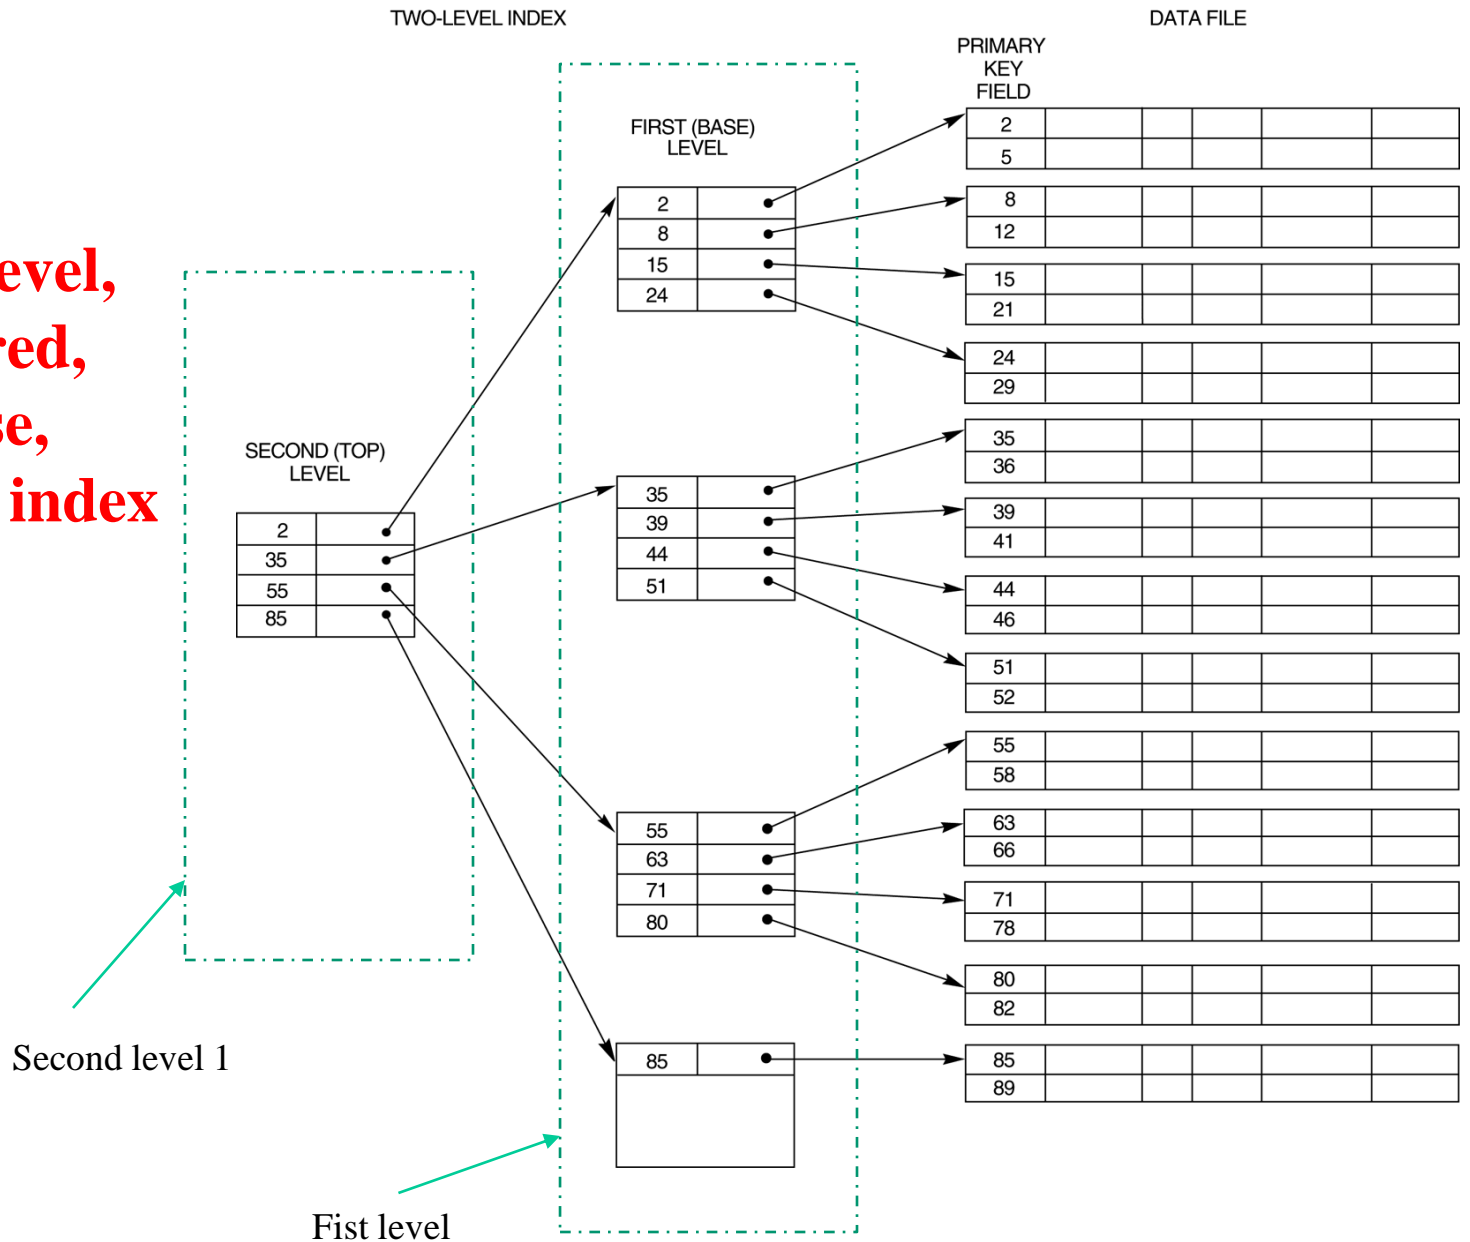 TWO-LEVEL INDEX
DATA FILE
PRIMARY
KEY
FIELD
FIRST (BASE)
LEVEL
SECOND (TOP)
LEVEL
2
35
55
85
2
8
15
24
35
39
44
51
55
63
71
80
85
2
5
8
12
15
21
24
29
35
36
39
41
44
46
51
52
55
58
63
66
71
78
80
82
85
89
evel,
red,
se,
index
Second level 1
Fist level